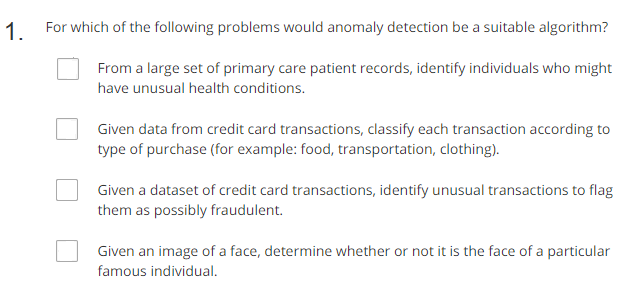 1. For which of the following problems would anomaly detection be a suitable algorithm?
From a large set of primary care patient records, identify individuals who might
have unusual health conditions.
Given data from credit card transactions, classify each transaction according to
type of purchase (for example: food, transportation, clothing).
Given a dataset of credit card transactions, identify unusual transactions to flag
them as possibly fraudulent.
Given an image of a face, determine whether or not it is the face of a particular
famous individual.